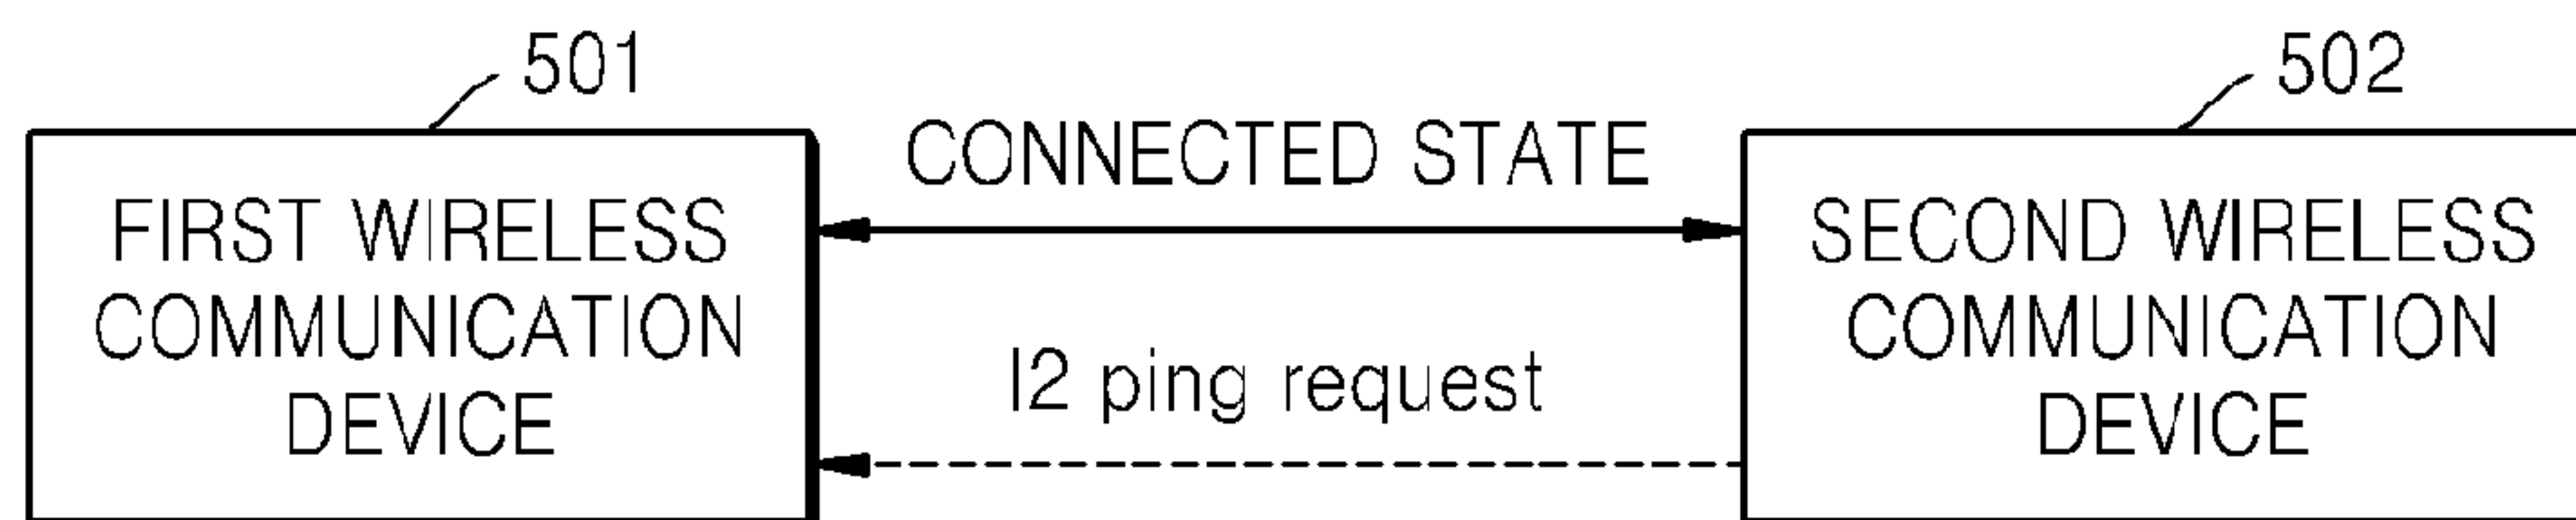 501
502
FIRST WIRELESS
COMMUNICATION
DEVICE
CONNECTED STATE
l2 ping request
SECOND WIRELESS
COMMUNICATION
DEVICE